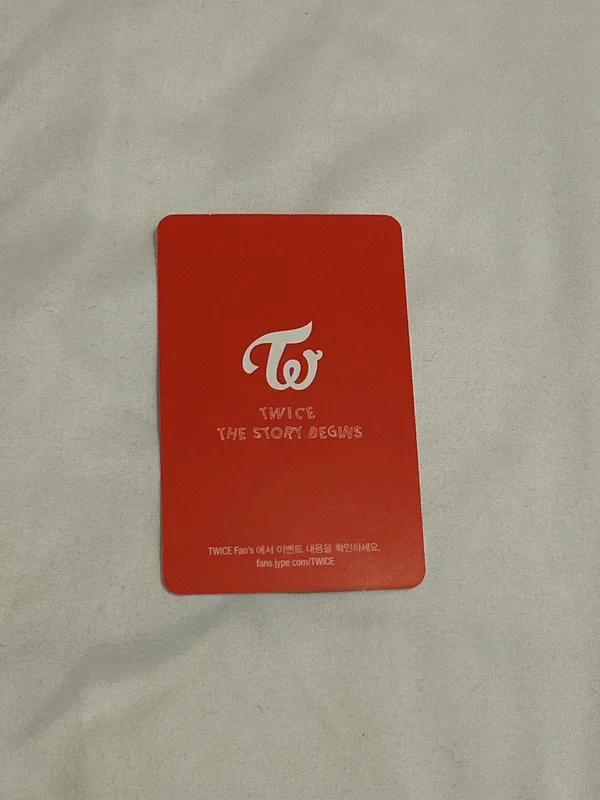 TW
TWICE
THE STORY BEGINS
TWICE Fan's 에서 이벤트 내용을 확인하세요.
fans.jype.com/TWICE